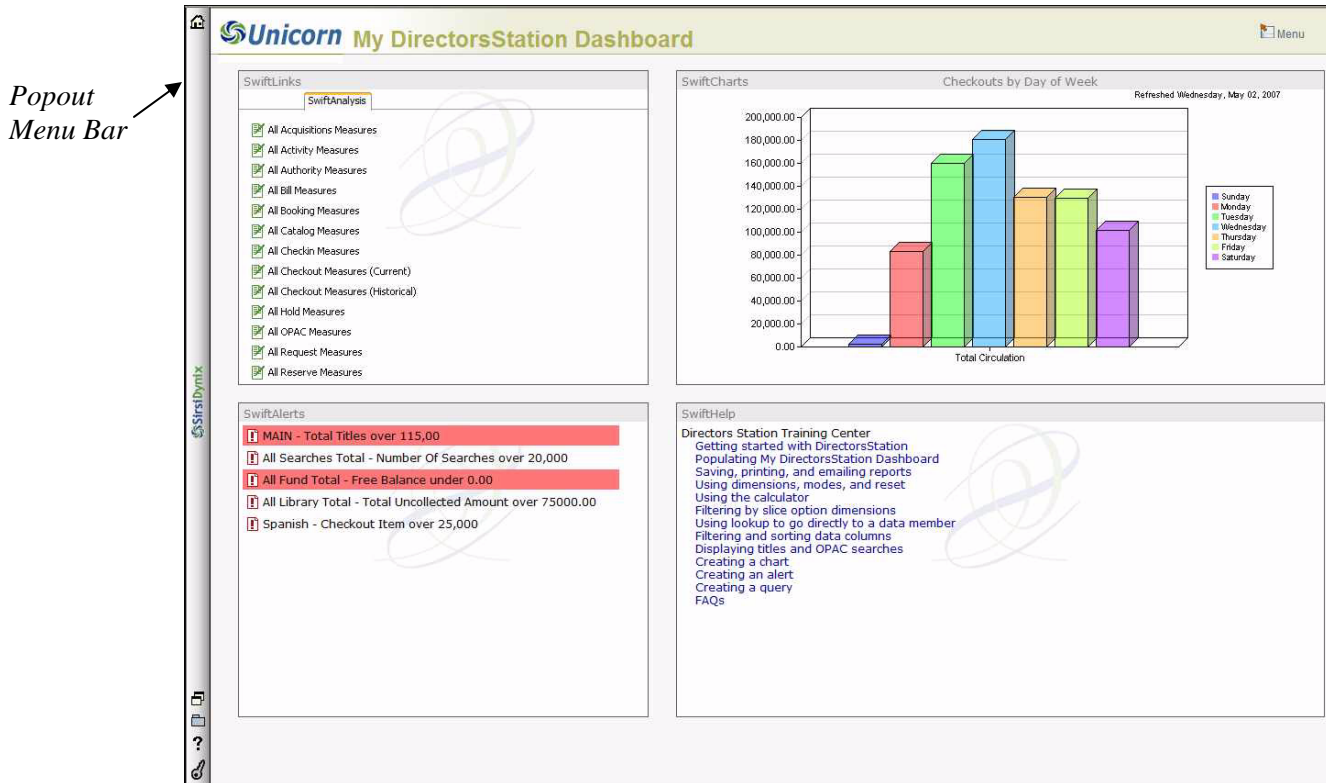 Popout
Menu Bar
Unicorn My DirectorsStation Dashboard
Menu
SwiftLinks
SwiftAnalysis
All Acquisitions Measures
All Activity Measures
All Authority Measures
All Bill Measures
All Booking Measures
All Catalog Measures
All Checkin Measures
All Checkout Measures (Current)
All Checkout Measures (Historical)
All Hold Measures
All OPAC Measures
All Request Measures
All Reserve Measures
SwiftCharts Checkouts by Day of Week
Refreshed Wednesday, May 02, 2007
200,000.00
180,000.00
160,000.00
140,000.00
120,000.00
100,000.00
80,000.00
60,000.00
40,000.00
20,000.00
0.00
Total Circulation
Sunday
Monday
Tuesday
Wednesday
Thursday
Friday
Saturday
SirsiDynix
SwiftAlerts
MAIN - Total Titles over 115,00
All Searches Total - Number Of Searches over 20,000
All Fund Total - Free Balance under 0.00
All Library Total - Total Uncollected Amount over 75000.00
Spanish - Checkout Item over 25,000
SwiftHelp
Directors Station Training Center
Getting started with DirectorsStation
Populating My DirectorsStation Dashboard
Saving, printing, and emailing reports
Using dimensions, modes, and reset
Using the calculator
Filtering by slice option dimensions
Using lookup to go directly to a data member
Filtering and sorting data columns
Displaying titles and OPAC searches
Creating a chart
Creating an alert
Creating a query
FAQs
?